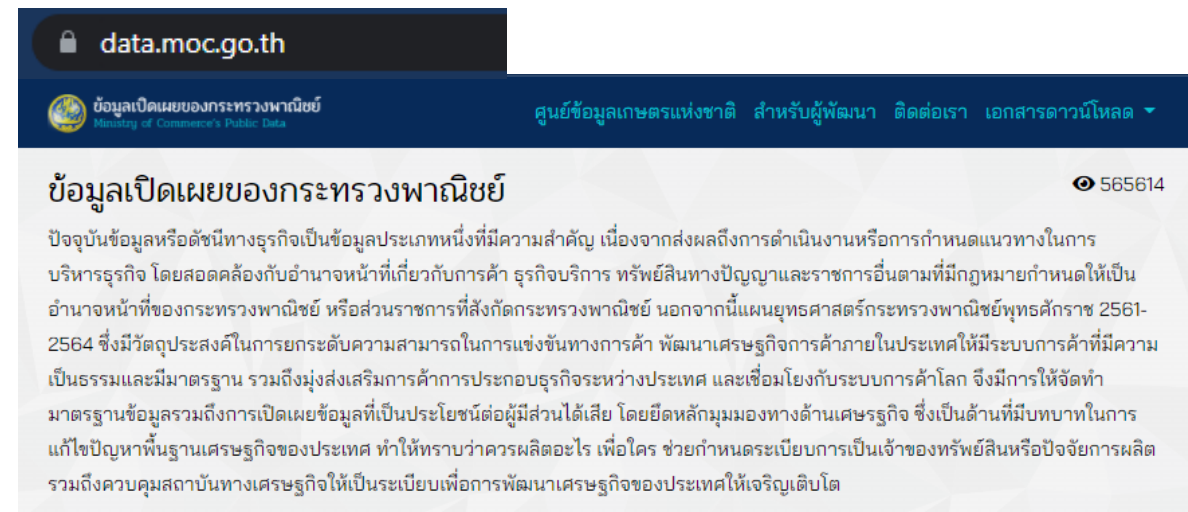 data.moc.go.th
ข้อมูลเปิดเผยของกระทรวงพาณิชย์
Ministry of Commerce's Public Data
ศูนย์ข้อมูลเกษตรแห่งชาติ สำหรับผู้พัฒนา ติดต่อเรา เอกสารดาวน์โหลด
ข้อมูลเปิดเผยของกระทรวงพาณิชย์
565614
ปัจจุบันข้อมูลหรือดัชนีทางธุรกิจเป็นข้อมูลประเภทหนึ่งที่มีความสำคัญ เนื่องจากส่งผลถึงการดำเนินงานหรือการกำหนดแนวทางในการ
บริหารธุรกิจ โดยสอดคล้องกับอำนาจหน้าที่เกี่ยวกับการค้า ธุรกิจบริการ ทรัพย์สินทางปัญญาและราชการอื่นตามที่มีกฎหมายกำหนดให้เป็น
อำนาจหน้าที่ของกระทรวงพาณิชย์ หรือส่วนราชการที่สังกัดกระทรวงพาณิชย์ นอกจากนี้แผนยุทธศาสตร์กระทรวงพาณิชย์พุทธศักราช 2561-
2564 ซึ่งมีวัตถุประสงค์ในการยกระดับความสามารถในการแข่งขันทางการค้า พัฒนาเศรษฐกิจการค้าภายในประเทศให้มีระบบการค้าที่มีความ
เป็นธรรมและมีมาตรฐาน รวมถึงมุ่งส่งเสริมการค้าการประกอบธุรกิจระหว่างประเทศ และเชื่อมโยงกับระบบการค้าโลก จึงมีการให้จัดทำ
มาตรฐานข้อมูลรวมถึงการเปิดเผยข้อมูลที่เป็นประโยชน์ต่อผู้มีส่วนได้เสีย โดยยึดหลักมุมมองทางด้านเศษรฐกิจ ซึ่งเป็นด้านที่มีบทบาทในการ
แก้ไขปัญหาพื้นฐานเศรษฐกิจของประเทศ ทำให้ทราบว่าควรผลิตอะไร เพื่อใคร ช่วยกำหนดระเบียบการเป็นเจ้าของทรัพย์สินหรือปัจจัยการผลิต
รวมถึงควบคุมสถาบันทางเศรษฐกิจให้เป็นระเบียบเพื่อการพัฒนาเศรษฐกิจของประเทศให้เจริญเติบโต